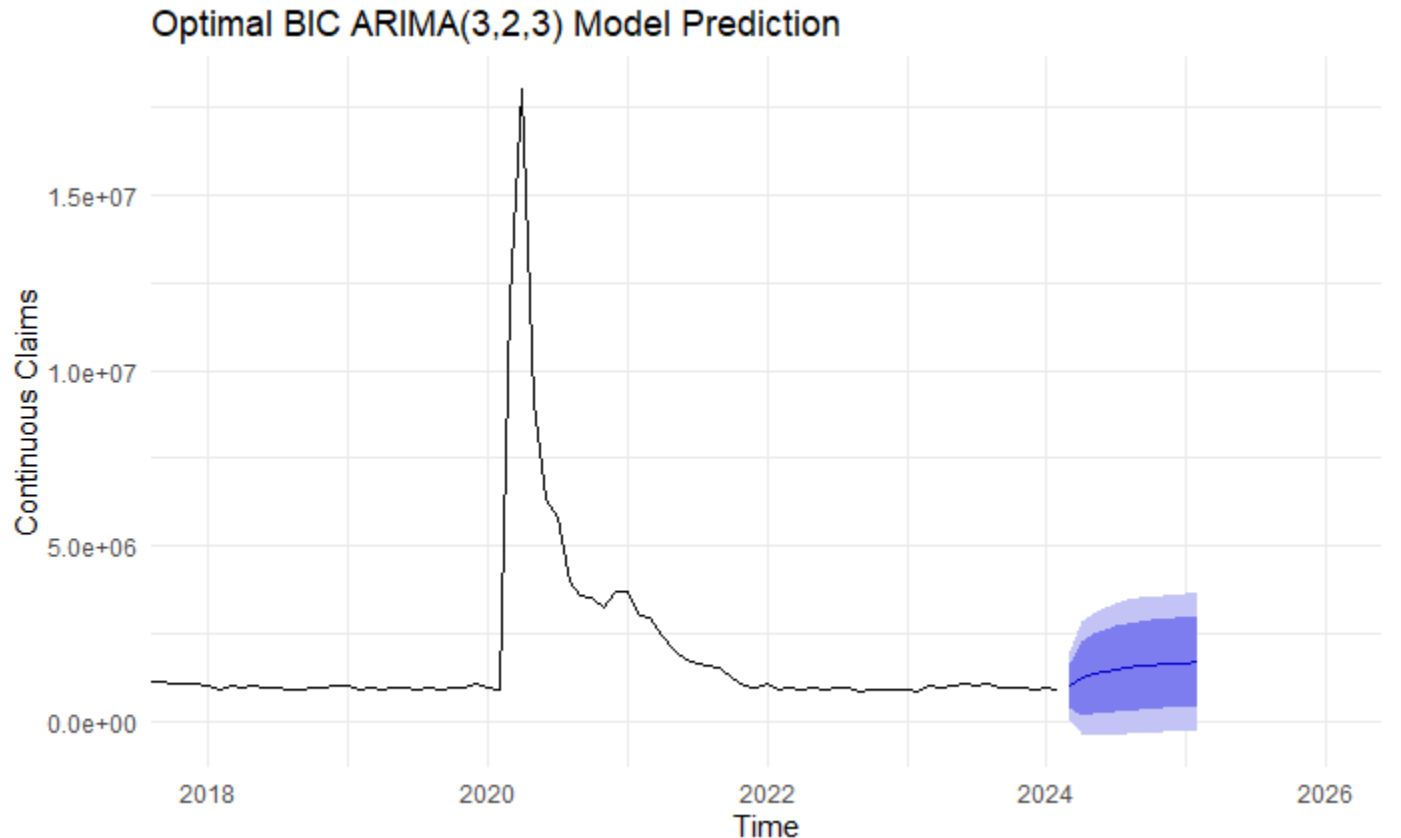 Optimal BIC ARIMA(3,2,3) Model Prediction
Continuous Claims
1.5e+07
1.0e+07
5.0e+06
0.0e+00
2018 2020 2022 2024 2026
Time